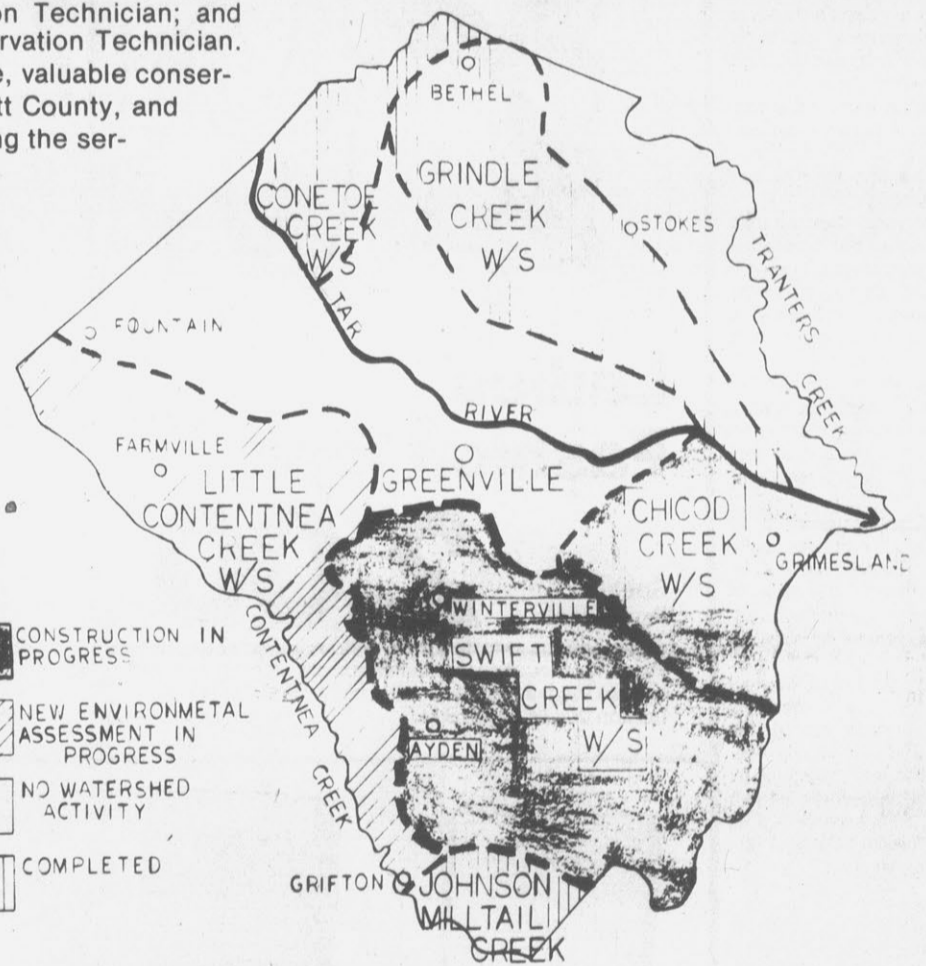 on Technician; and
rvation Technician.
e, valuable conser-
tt County, and
ng the ser-
BETHEL
CONETOE
CREEK
W/S
GRINDLE
CREEK
W/S
STOKES
TRANTERS CREEK
TAR RIVER
FOUNTAIN
FARMVILLE
LITTLE
CONTENTNEA
CREEK
W/S
GREENVILLE
CHICOD
CREEK
W/S
GRIMESLAND
WINTERVILLE
SWIFT
CREEK
W/S
AYDEN
CONTENTNEA CREEK
GRIFTON
JOHNSON
MILLTAIL
CREEK
CONSTRUCTION IN
PROGRESS
NEW ENVIRONMETAL
ASSESSMENT IN
PROGRESS
NO WATERSHED
ACTIVITY
COMPLETED